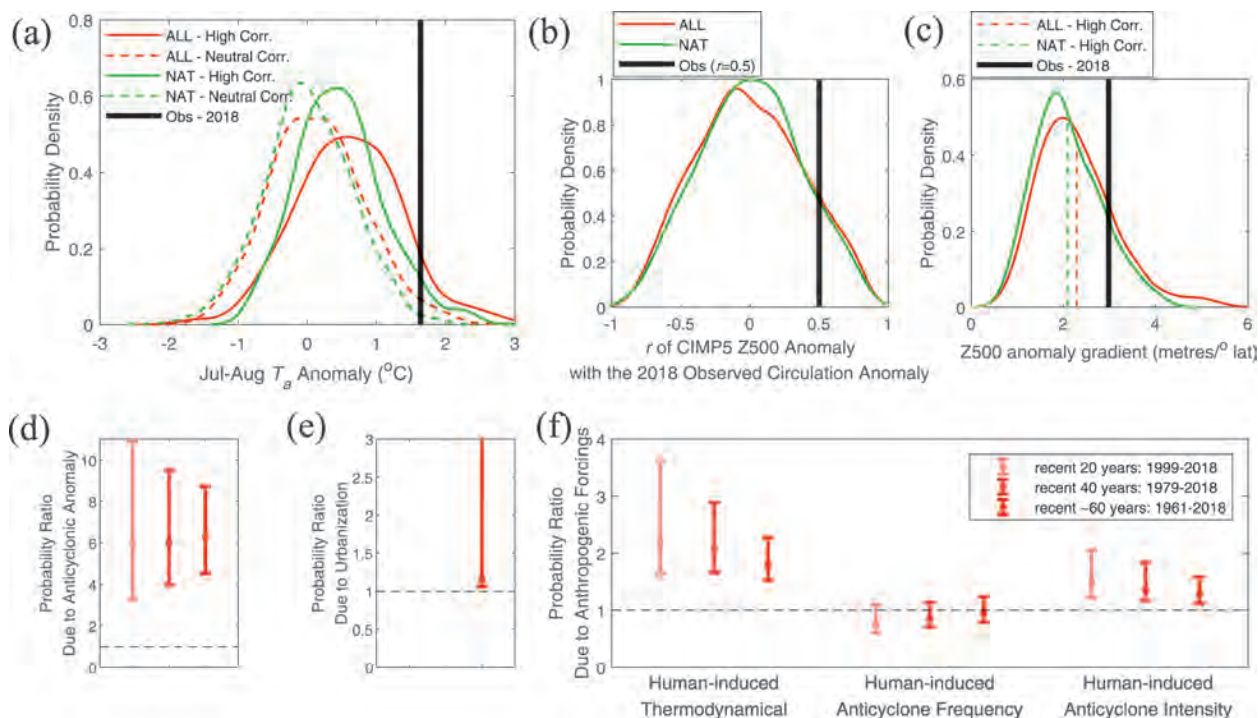 (a)
ALL - High Corr.
ALL - Neutral Corr.
NAT - High Corr.
NAT - Neutral Corr.
Obs - 2018
Probability Density
0.8
0.6
0.4
0.2
0
-3 -2 -1 0 1 2 3
Jul-Aug Ta Anomaly (°C)
(b)
ALL
NAT
Obs (r=0.5)
Probability Density
1
0.8
0.6
0.4
0.2
0
-1 -0.5 0 0.5 1
r of CIMP5 Z500 Anomaly
with the 2018 Observed Circulation Anomaly
(c)
ALL - High Corr.
NAT - High Corr.
Obs - 2018
Probability Density
0.6
0.5
0.4
0.3
0.2
0.1
0
0 2 4 6
Z500 anomaly gradient (metres/° lat)
(d)
Probability Ratio
Due to Anticyclonic Anomaly
10
8
6
4
2
0
(e)
Probability Ratio
Due to Urbanization
3
2.5
2
1.5
1
0.5
0
(f)
Probability Ratio
Due to Anthropogenic Forcings
4
3
2
1
0
recent 20 years: 1999-2018
recent 40 years: 1979-2018
recent ~60 years: 1961-2018
Human-induced
Thermodynamical
Human-induced
Anticyclone Frequency
Human-induced
Anticyclone Intensity